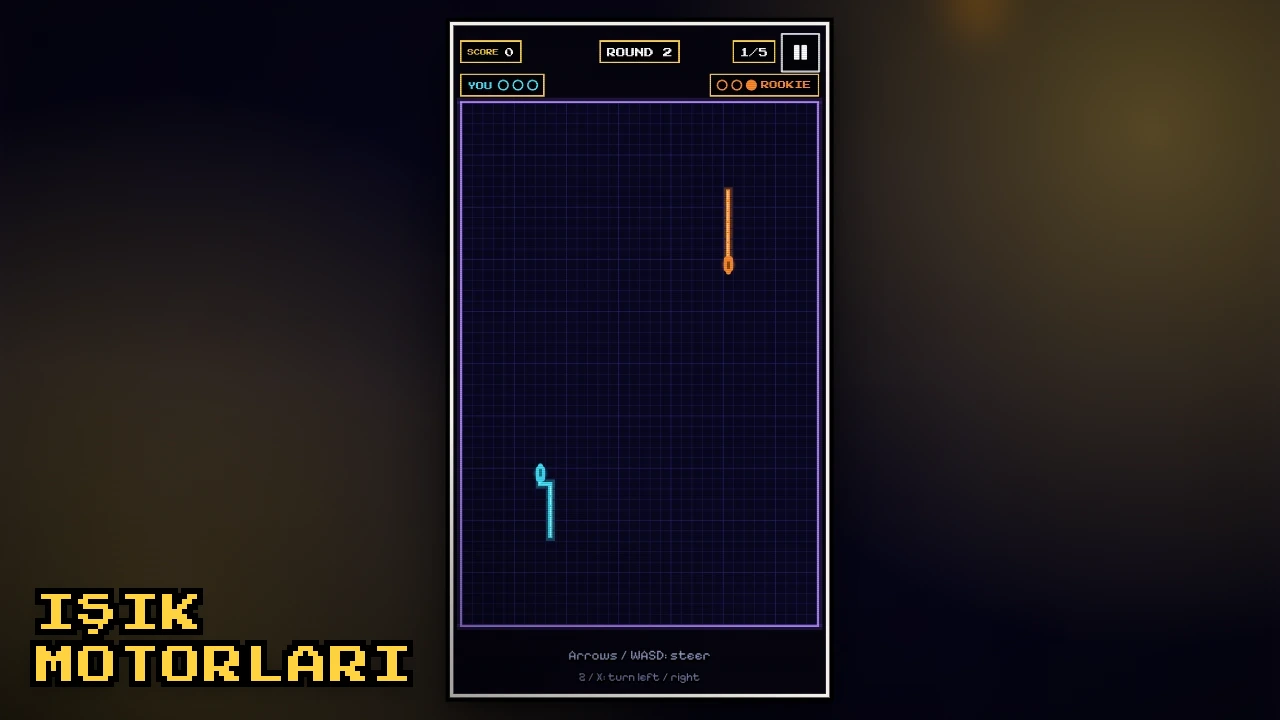 SCORE 0
ROUND 2
1/5
YOU
ROOKIE
Arrows / WASD: steer
Z / X: turn left / right
IŞIK
MOTORLARI